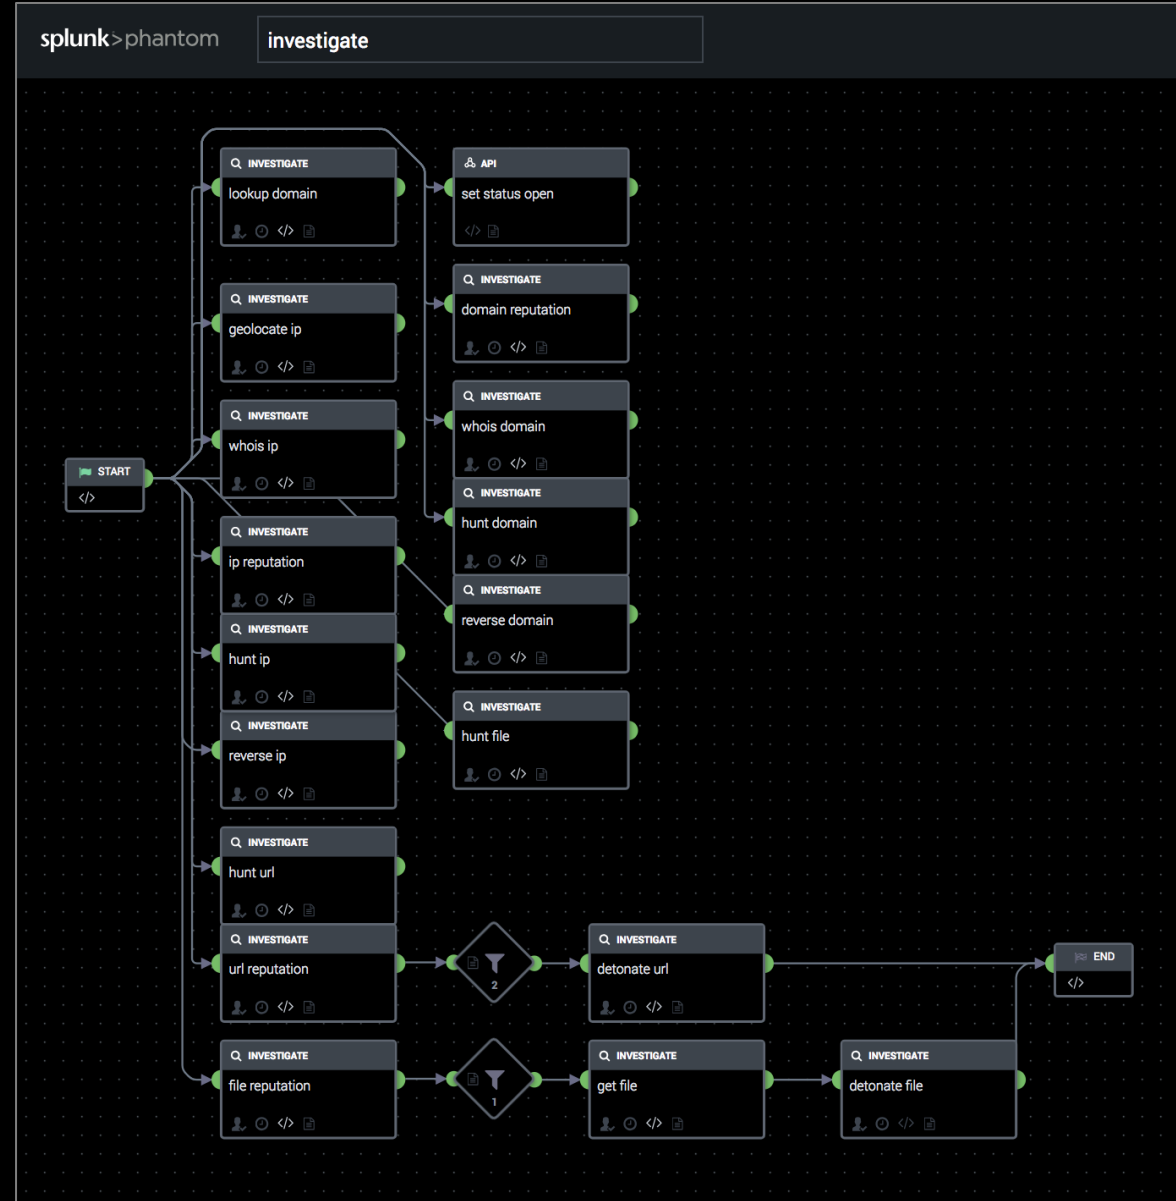 splunk>phantom
investigate
INVESTIGATE
lookup domain
</>
API
set status open
</>
INVESTIGATE
geolocate ip
</>
INVESTIGATE
domain reputation
</>
INVESTIGATE
whois ip
</>
INVESTIGATE
whois domain
</>
START
</>
INVESTIGATE
ip reputation
</>
INVESTIGATE
hunt domain
</>
INVESTIGATE
hunt ip
</>
INVESTIGATE
reverse domain
</>
INVESTIGATE
reverse ip
</>
INVESTIGATE
hunt file
</>
INVESTIGATE
hunt url
</>
INVESTIGATE
url reputation
</>
2
INVESTIGATE
detonate url
</>
END
</>
INVESTIGATE
file reputation
</>
1
INVESTIGATE
get file
</>
INVESTIGATE
detonate file
</>